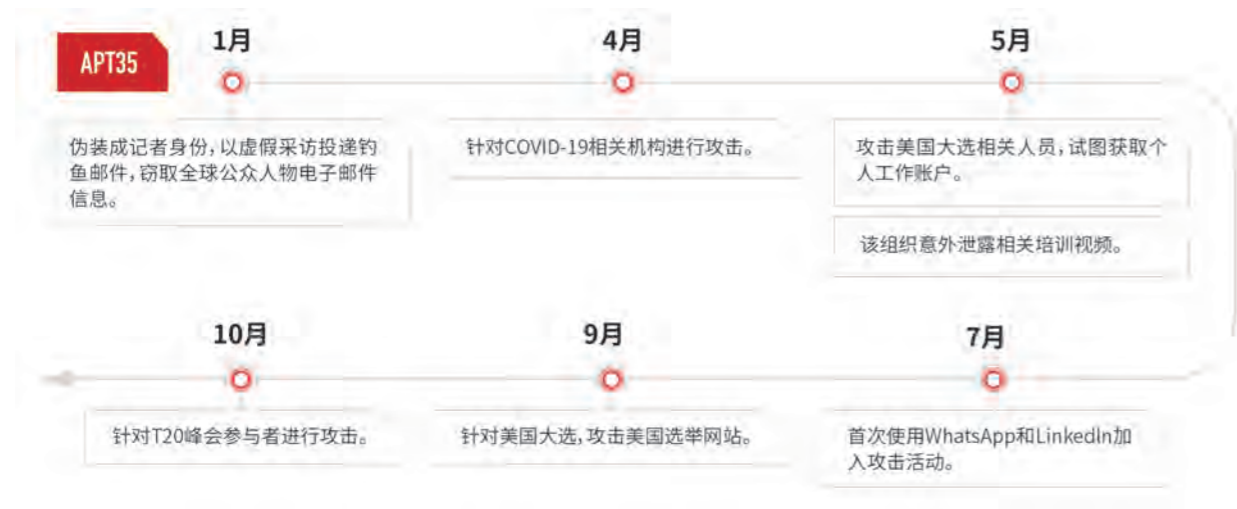 APT35
1月
伪装成记者身份,以虚假采访投递钓
鱼邮件,窃取全球公众人物电子邮件
信息。
4月
针对COVID-19相关机构进行攻击。
5月
攻击美国大选相关人员,试图获取个
人工作账户。
该组织意外泄露相关培训视频。
7月
首次使用WhatsApp和LinkedIn加
入攻击活动。
9月
针对美国大选,攻击美国选举网站。
10月
针对T20峰会参与者进行攻击。